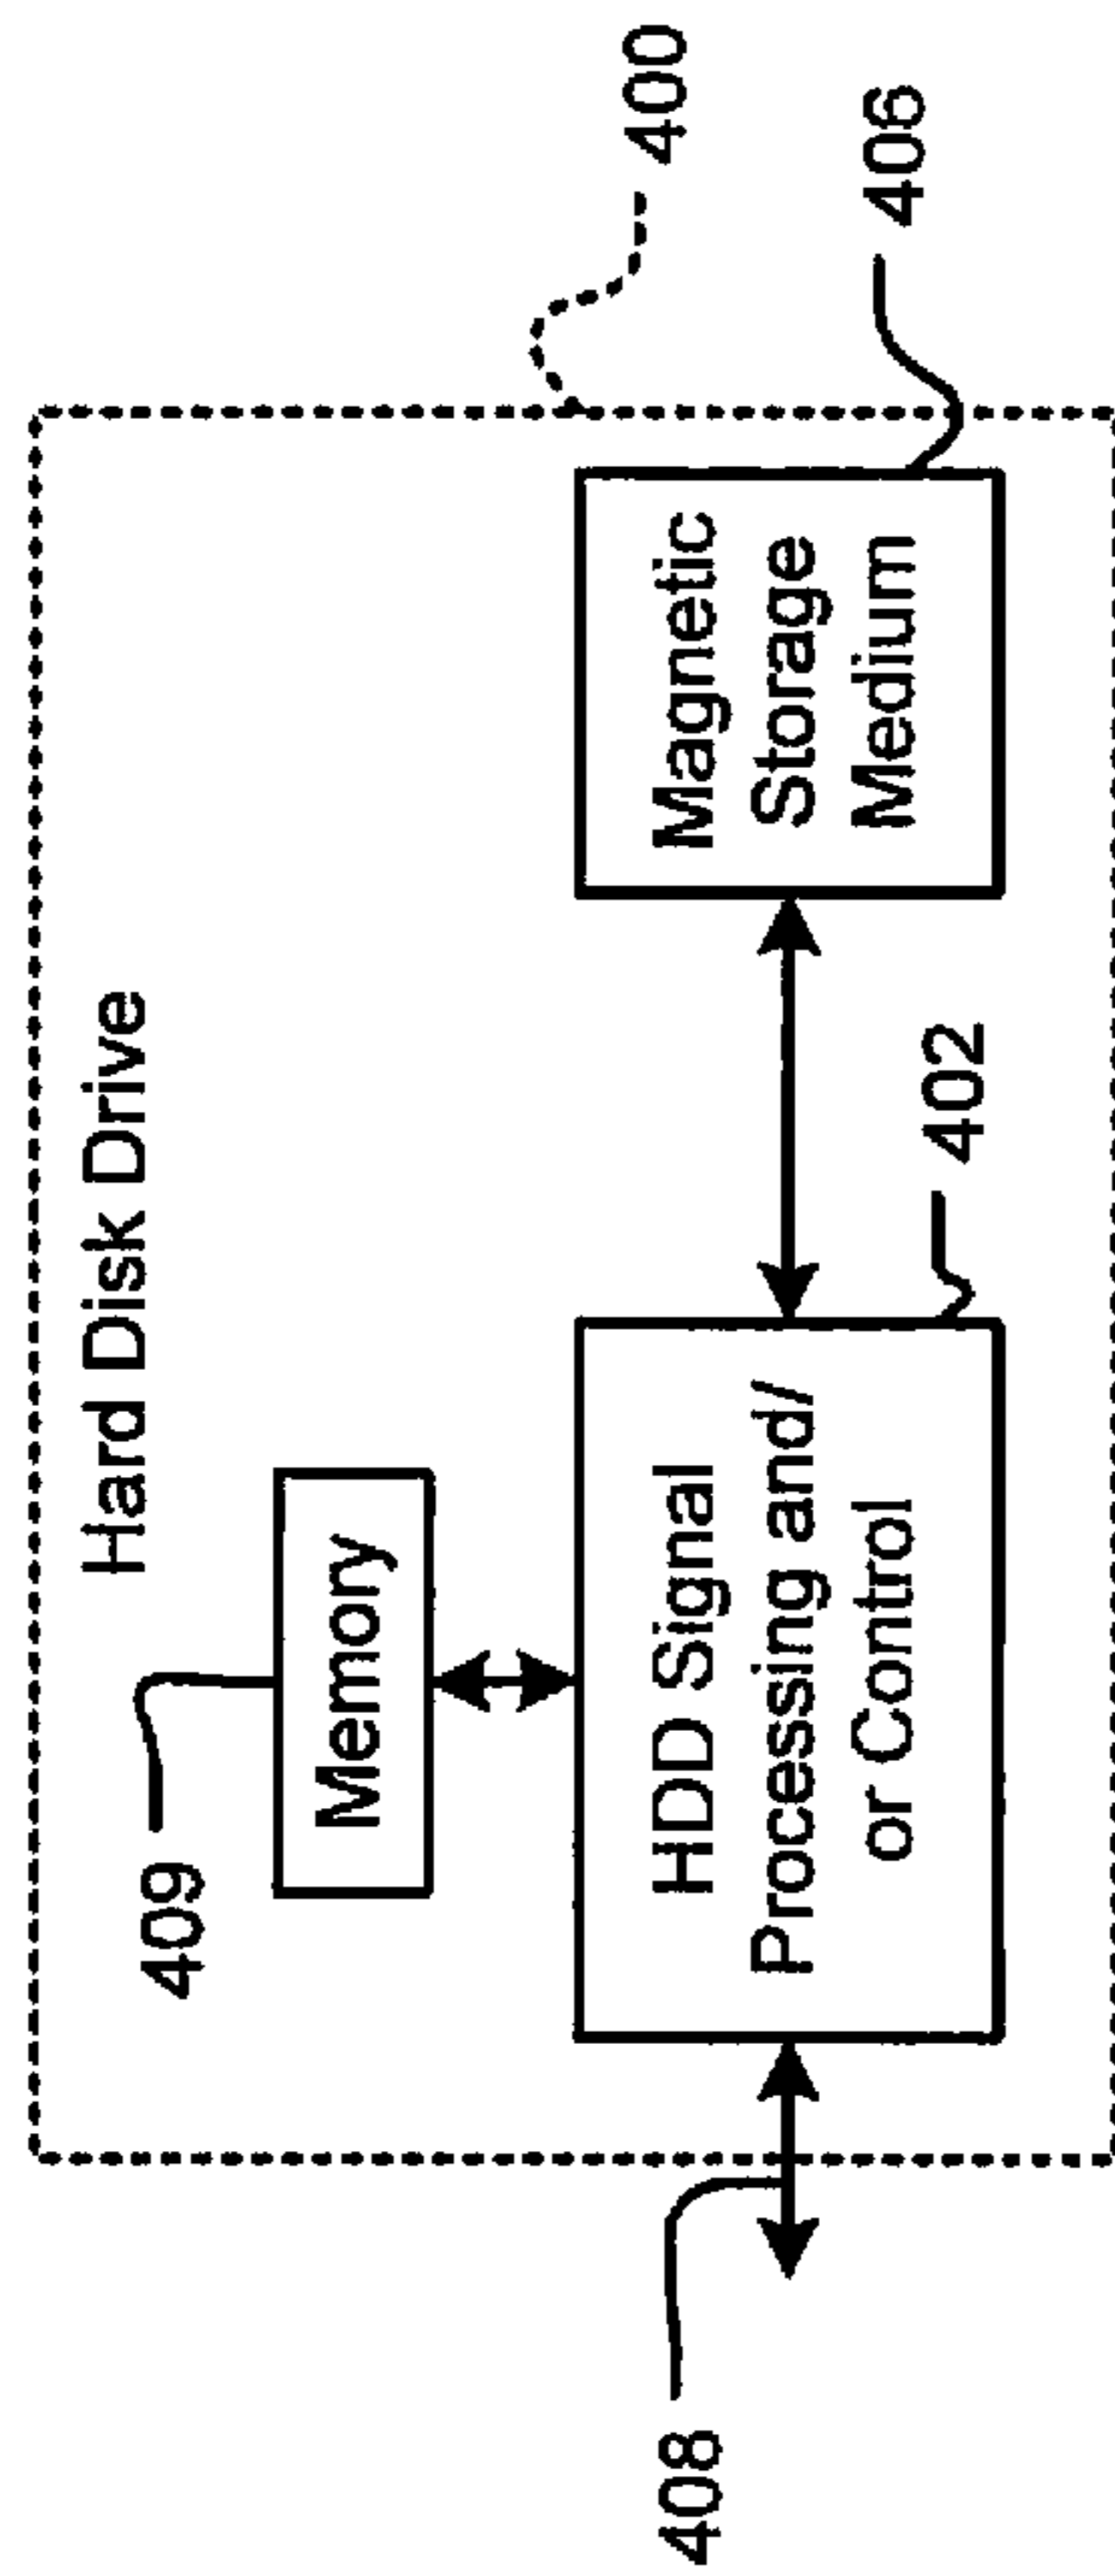 Hard Disk Drive
400
409
Memory
408
HDD Signal
Processing and/
or Control
402
Magnetic
Storage
Medium
406